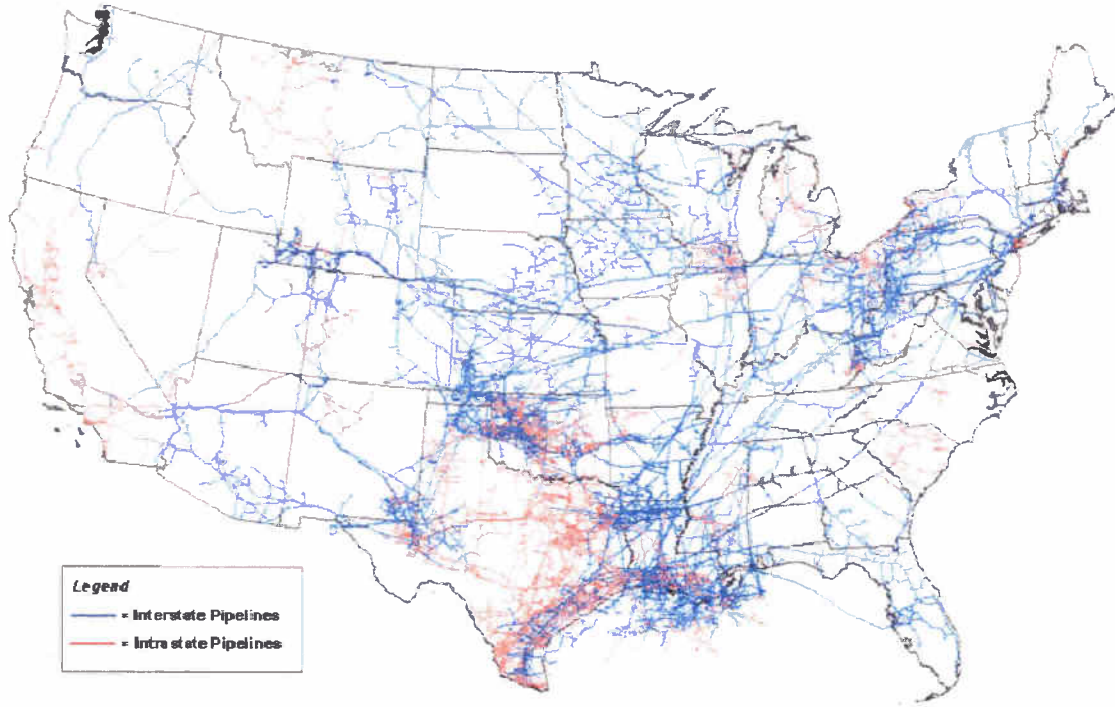 Legend
= Interstate Pipelines
= Intrastate Pipelines